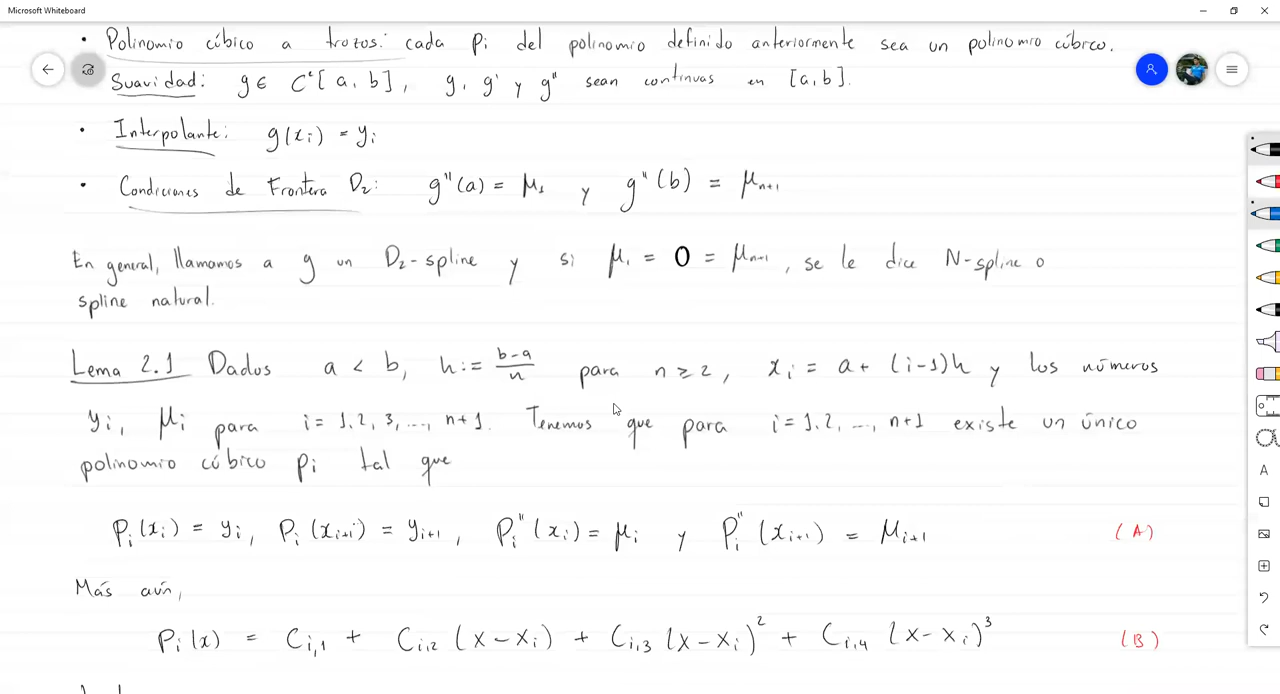 Microsoft Whiteboard
• Polinomio cúbico a trozos: cada Pi del polinomio definido anteriormente sea un polinomio cúbico.
Suavidad: g ∈ C²[a,b], g, g' y g'' sean continuas en [a,b].
• Interpolante: g(xi) = yi
• Condiciones de Frontera D2: g''(a) = μ1 y g''(b) = μn+1
En general, llamamos a g un D2-spline y si μ1 = 0 = μn+1, se le dice N-spline o
spline natural.
Lema 2.1 Dados a < b, h := (b-a)/n para n ≥ 2, xi = a + (i-1)h y los números
yi, μi para i = 1, 2, 3, ..., n+1. Tenemos que para i = 1, 2, ..., n+1 existe un único
polinomio cúbico Pi tal que
Pi(xi) = yi, Pi(xi+1) = yi+1, Pi''(xi) = μi y Pi''(xi+1) = μi+1 (A)
Más aún,
Pi(x) = Ci,1 + Ci,2 (x-xi) + Ci,3 (x-xi)² + Ci,4 (x-xi)³ (B)
A